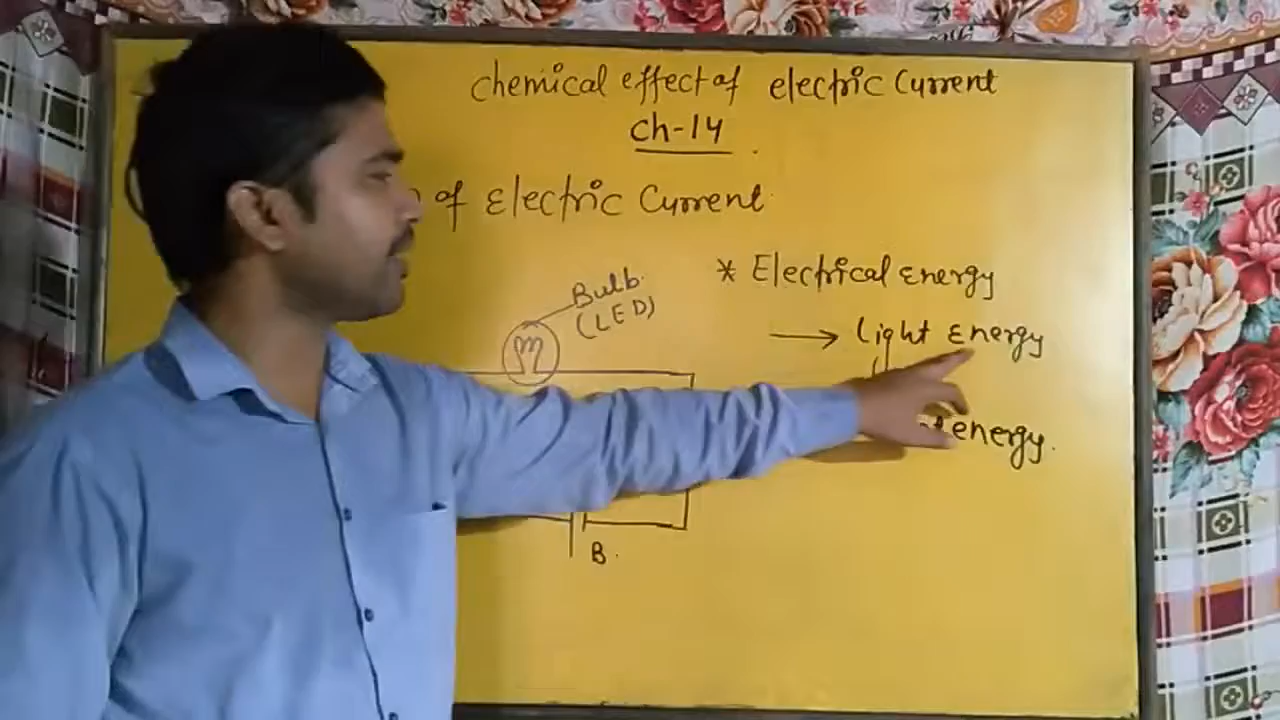 chemical effect of electric Current
Ch-14
of Electric Current
Bulb.
(LED)
* Electrical energy
→ light energy
energy.
B.